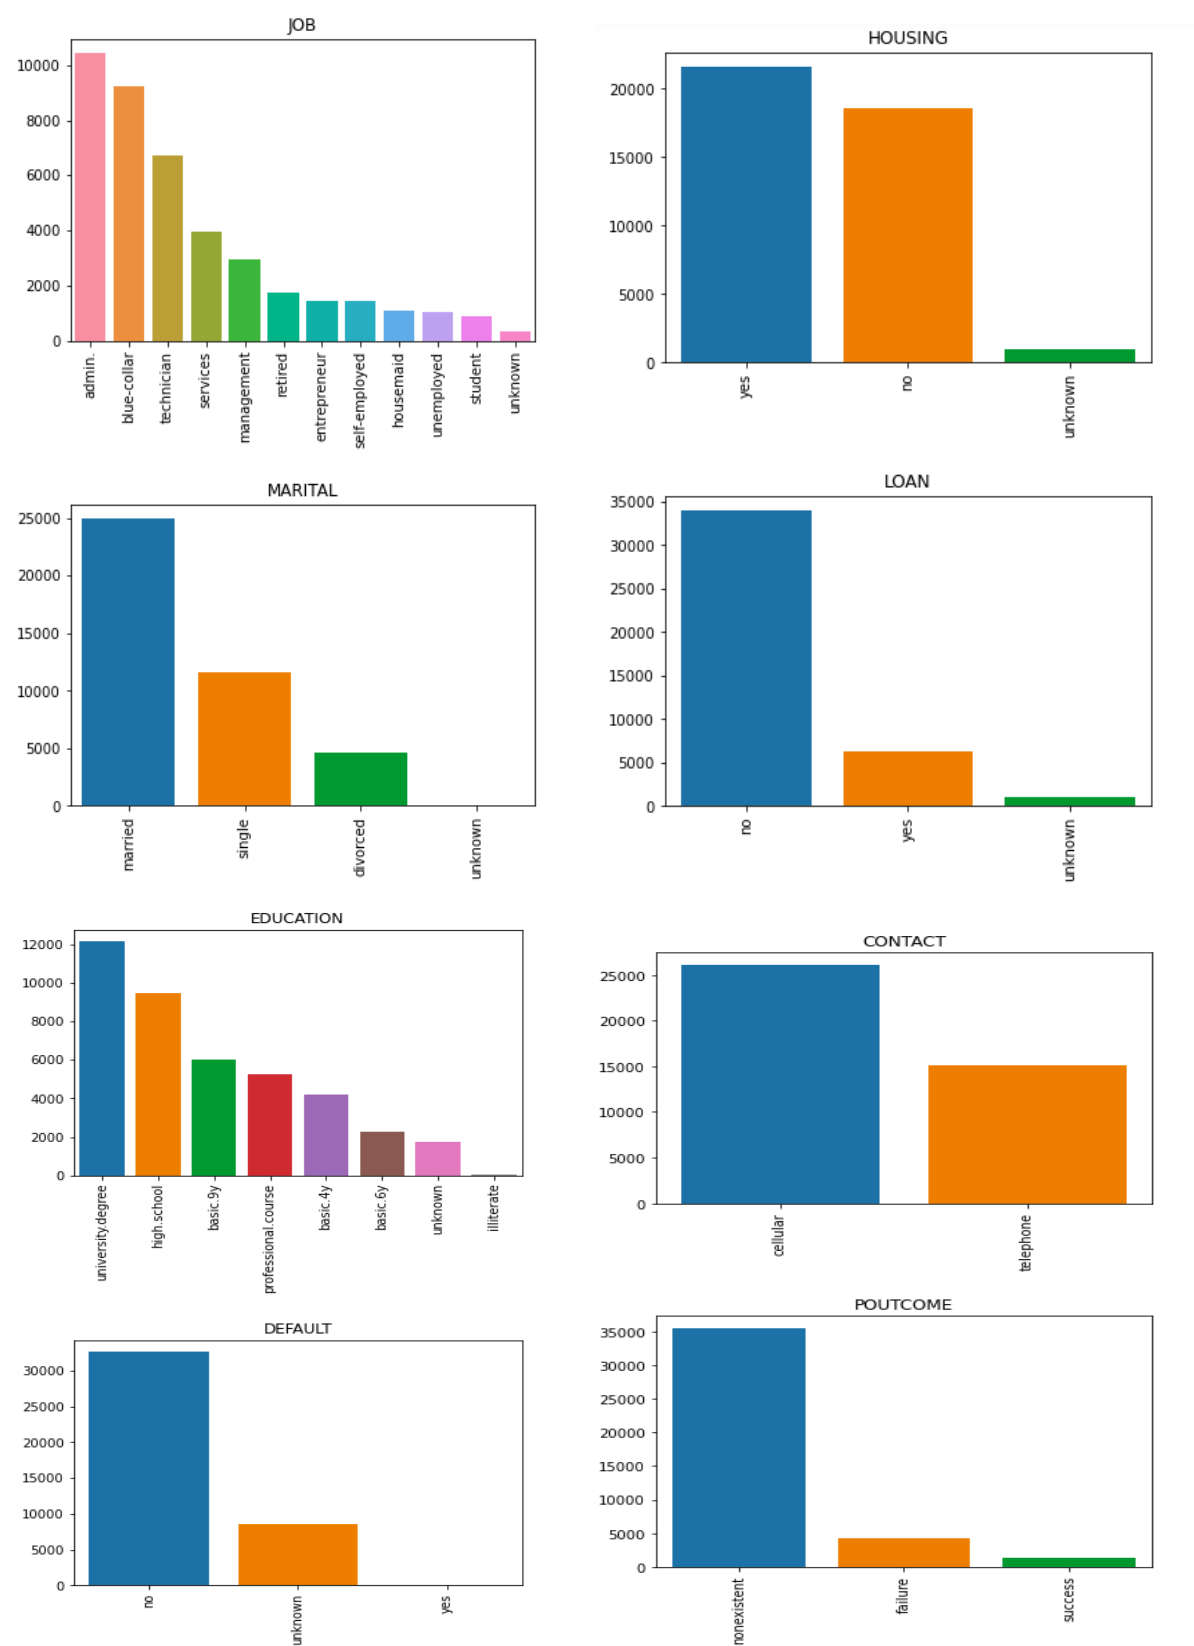 JOB
10000
8000
6000
4000
2000
0
admin.
blue-collar
technician
services
management
retired
entrepreneur
self-employed
housemaid
unemployed
student
unknown
HOUSING
20000
15000
10000
5000
0
yes
no
unknown
MARITAL
25000
20000
15000
10000
5000
0
married
single
divorced
unknown
LOAN
35000
30000
25000
20000
15000
10000
5000
0
no
yes
unknown
EDUCATION
12000
10000
8000
6000
4000
2000
0
university.degree
high.school
basic.9y
professional.course
basic.4y
basic.6y
unknown
illiterate
CONTACT
25000
20000
15000
10000
5000
0
cellular
telephone
DEFAULT
30000
25000
20000
15000
10000
5000
0
no
unknown
yes
POUTCOME
35000
30000
25000
20000
15000
10000
5000
0
nonexistent
failure
success